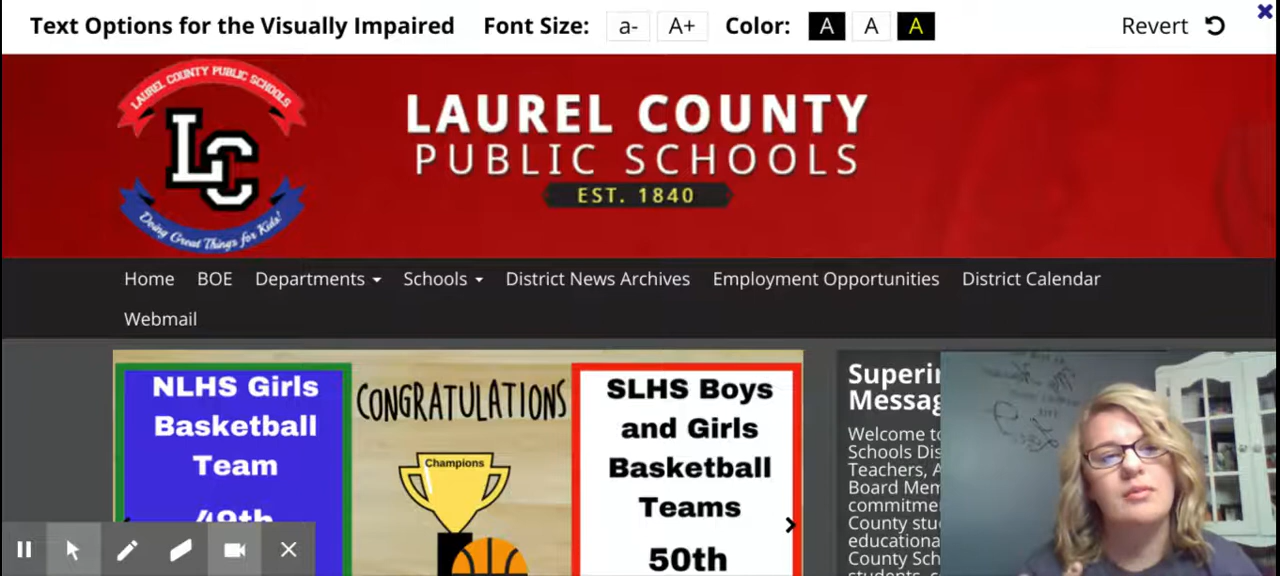 Text Options for the Visually Impaired Font Size: a- A+ Color: A A A Revert
LAUREL COUNTY PUBLIC SCHOOLS
LC
Doing Great Things for Kids!
LAUREL COUNTY
PUBLIC SCHOOLS
EST. 1840
Home BOE Departments Schools District News Archives Employment Opportunities District Calendar
Webmail
NLHS Girls
Basketball
Team
49th
CONGRATULATIONS
Champions
SLHS Boys
and Girls
Basketball
Teams
50th
Superin
Messag
Welcome to
Schools Dis
Teachers, A
Board Mem
commitme
County stu
educationa
County Sch